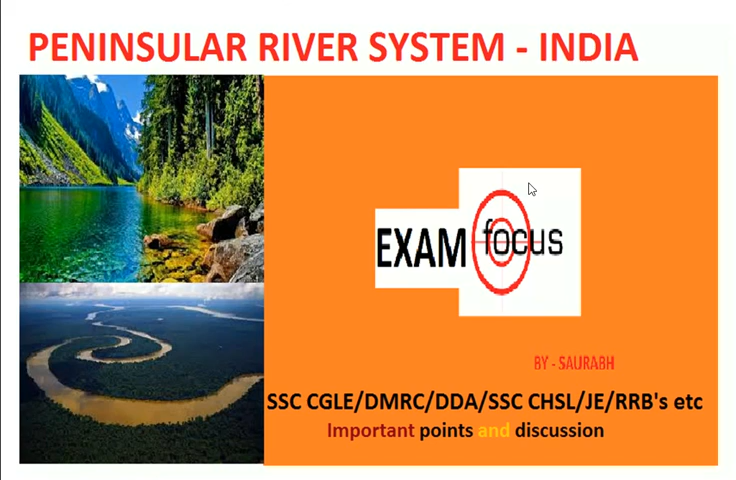 PENINSULAR RIVER SYSTEM - INDIA
EXAM focus
BY - SAURABH
SSC CGLE/DMRC/DDA/SSC CHSL/JE/RRB's etc
Important points and discussion